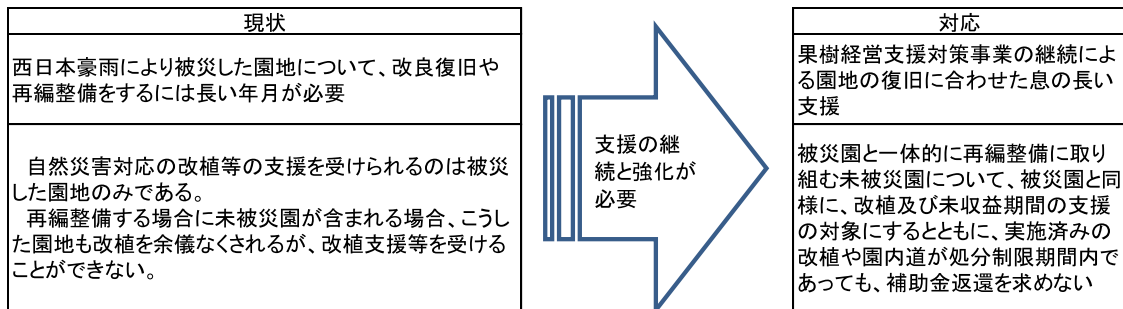 現状
西日本豪雨により被災した園地について、改良復旧や
再編整備をするには長い年月が必要
　自然災害対応の改植等の支援を受けられるのは被災
した園地のみである。
　再編整備する場合に未被災園が含まれる場合、こうし
た園地も改植を余儀なくされるが、改植支援等を受ける
ことができない。
支援の継
続と強化が
必要
対応
果樹経営支援対策事業の継続によ
る園地の復旧に合わせた息の長い
支援
被災園と一体的に再編整備に取り
組む未被災園について、被災園と同
様に、改植及び未収益期間の支援
の対象にするとともに、実施済みの
改植や園内道が処分制限期間内で
あっても、補助金返還を求めない